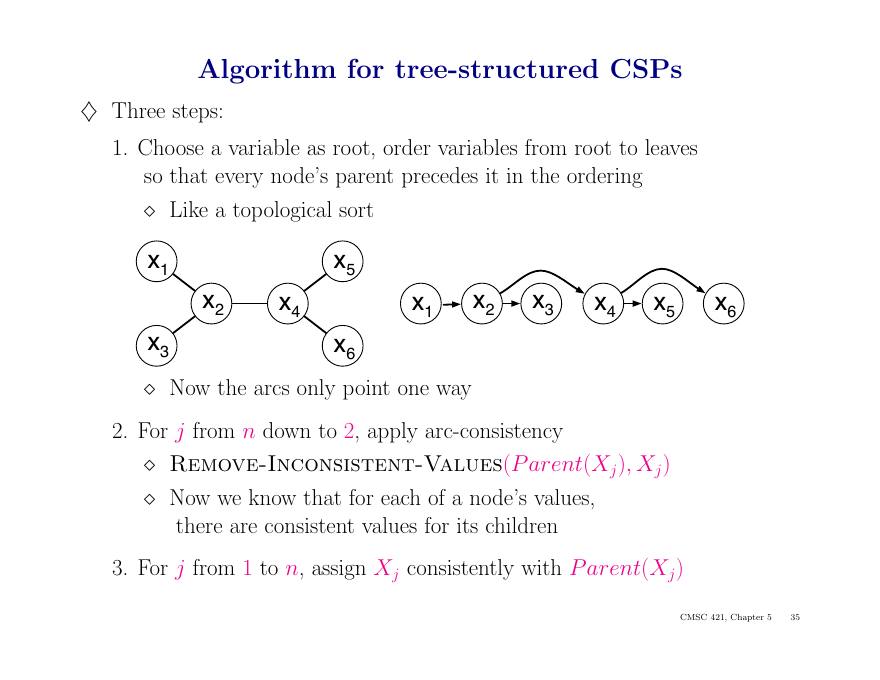 Algorithm for tree-structured CSPs
♢ Three steps:
1. Choose a variable as root, order variables from root to leaves
so that every node's parent precedes it in the ordering
⋄ Like a topological sort
X1 X5
X2 X4
X3 X6
X1 X2 X3 X4 X5 X6
⋄ Now the arcs only point one way
2. For j from n down to 2, apply arc-consistency
⋄ REMOVE-INCONSISTENT-VALUES(Parent(Xj), Xj)
⋄ Now we know that for each of a node's values,
there are consistent values for its children
3. For j from 1 to n, assign Xj consistently with Parent(Xj)
CMSC 421, Chapter 5 35